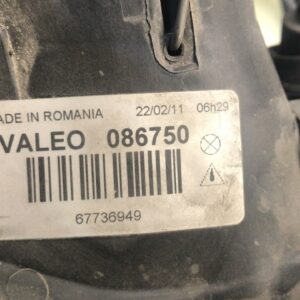 ADE IN ROMANIA 22/02/11 06h29
VALEO 086750
67736949